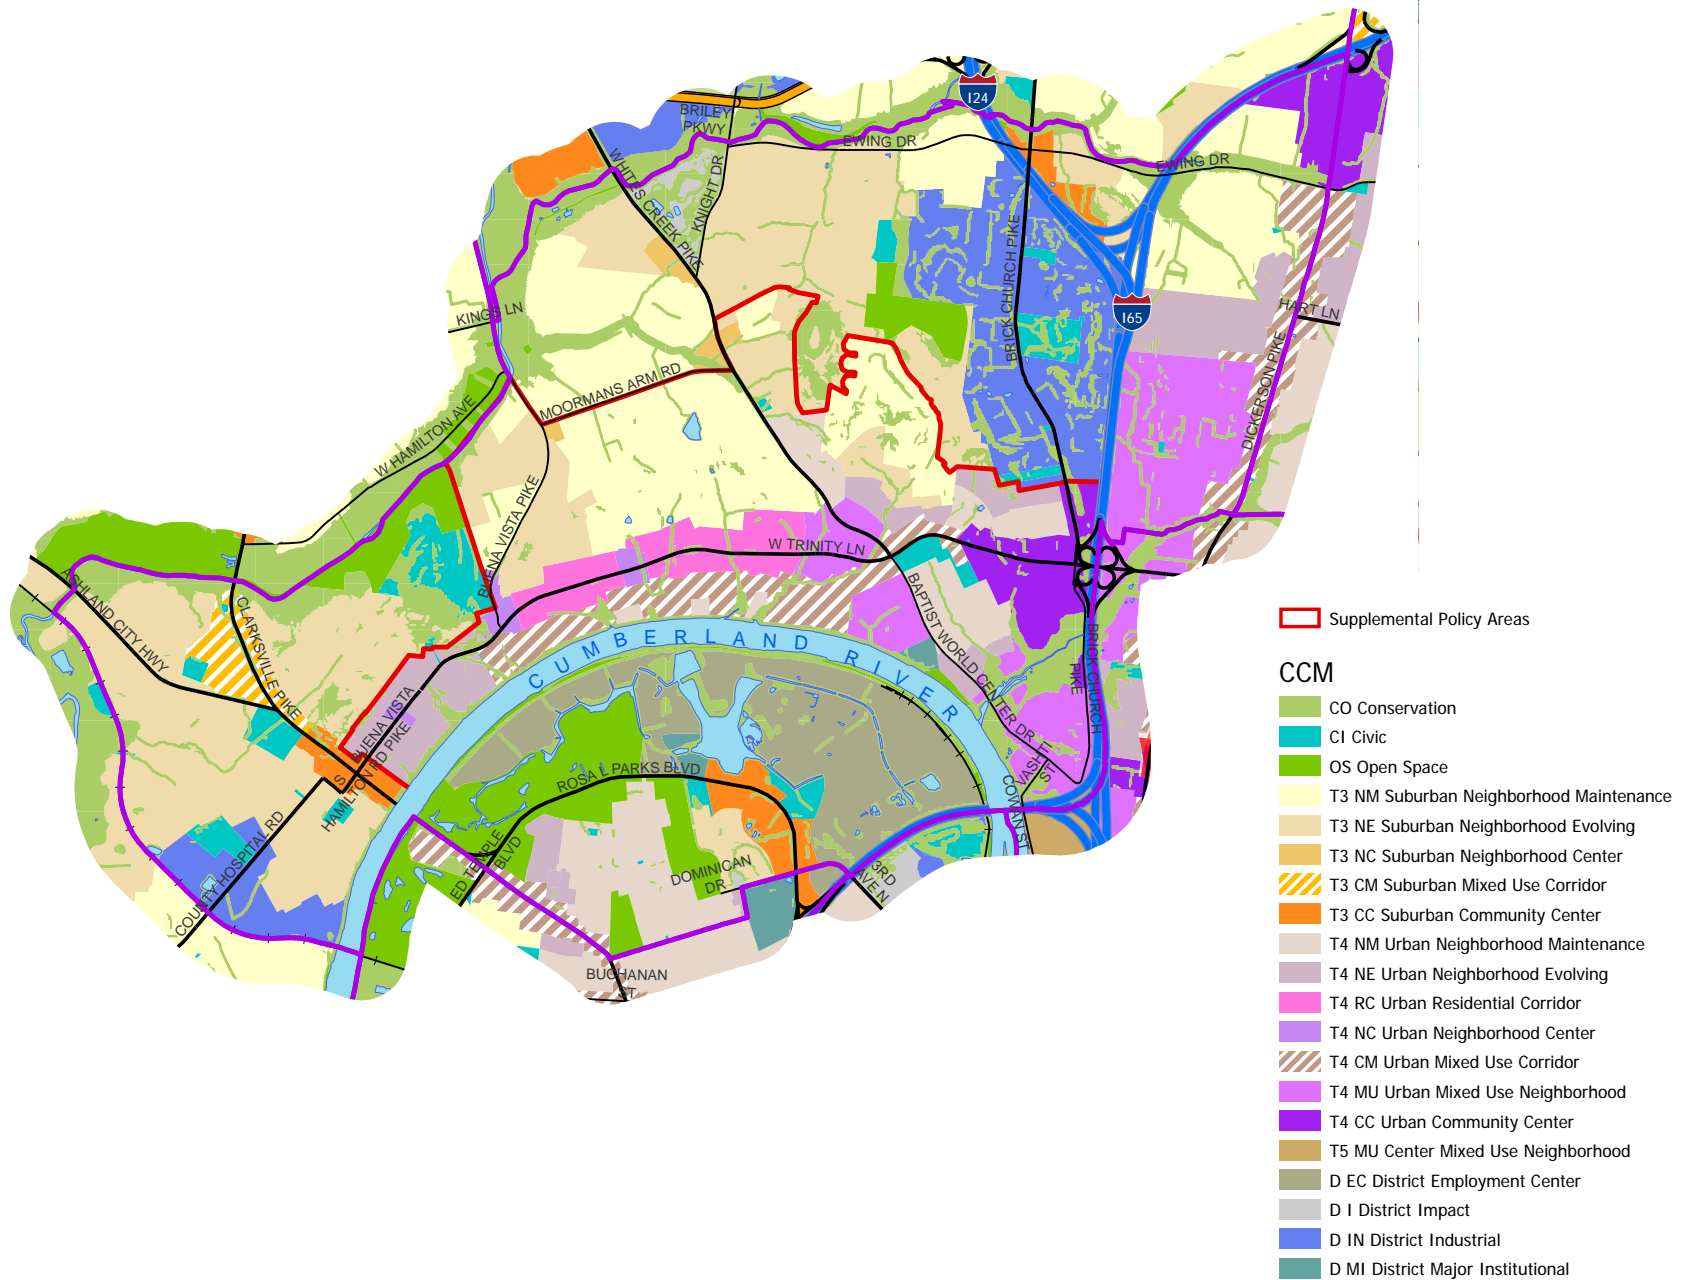 BRILEY
PKWY
I24
EWING DR
EWING DR
WHITES CREEK PIKE
KNIGHT DR
BRICK CHURCH PIKE
I65
KINGS LN
HART LN
MOORMANS ARM RD
DICKERSON PIKE
W HAMILTON AVE
BUENA VISTA PIKE
W TRINITY LN
ASHLAND CITY HWY
CLARKSVILLE PIKE
BAPTIST WORLD CENTER DR
CUMBERLAND RIVER
BRICK CHURCH
PIKE
BUENA VISTA
PIKE
S
HAMILTON RD
ROSA L PARKS BLVD
COWAN ST
COUNTY HOSPITAL RD
ED TEMPLE
BLVD
DOMINICAN
DR
3RD
AVE N
BUCHANAN
ST
Supplemental Policy Areas
CCM
CO Conservation
CI Civic
OS Open Space
T3 NM Suburban Neighborhood Maintenance
T3 NE Suburban Neighborhood Evolving
T3 NC Suburban Neighborhood Center
T3 CM Suburban Mixed Use Corridor
T3 CC Suburban Community Center
T4 NM Urban Neighborhood Maintenance
T4 NE Urban Neighborhood Evolving
T4 RC Urban Residential Corridor
T4 NC Urban Neighborhood Center
T4 CM Urban Mixed Use Corridor
T4 MU Urban Mixed Use Neighborhood
T4 CC Urban Community Center
T5 MU Center Mixed Use Neighborhood
D EC District Employment Center
D I District Impact
D IN District Industrial
D MI District Major Institutional